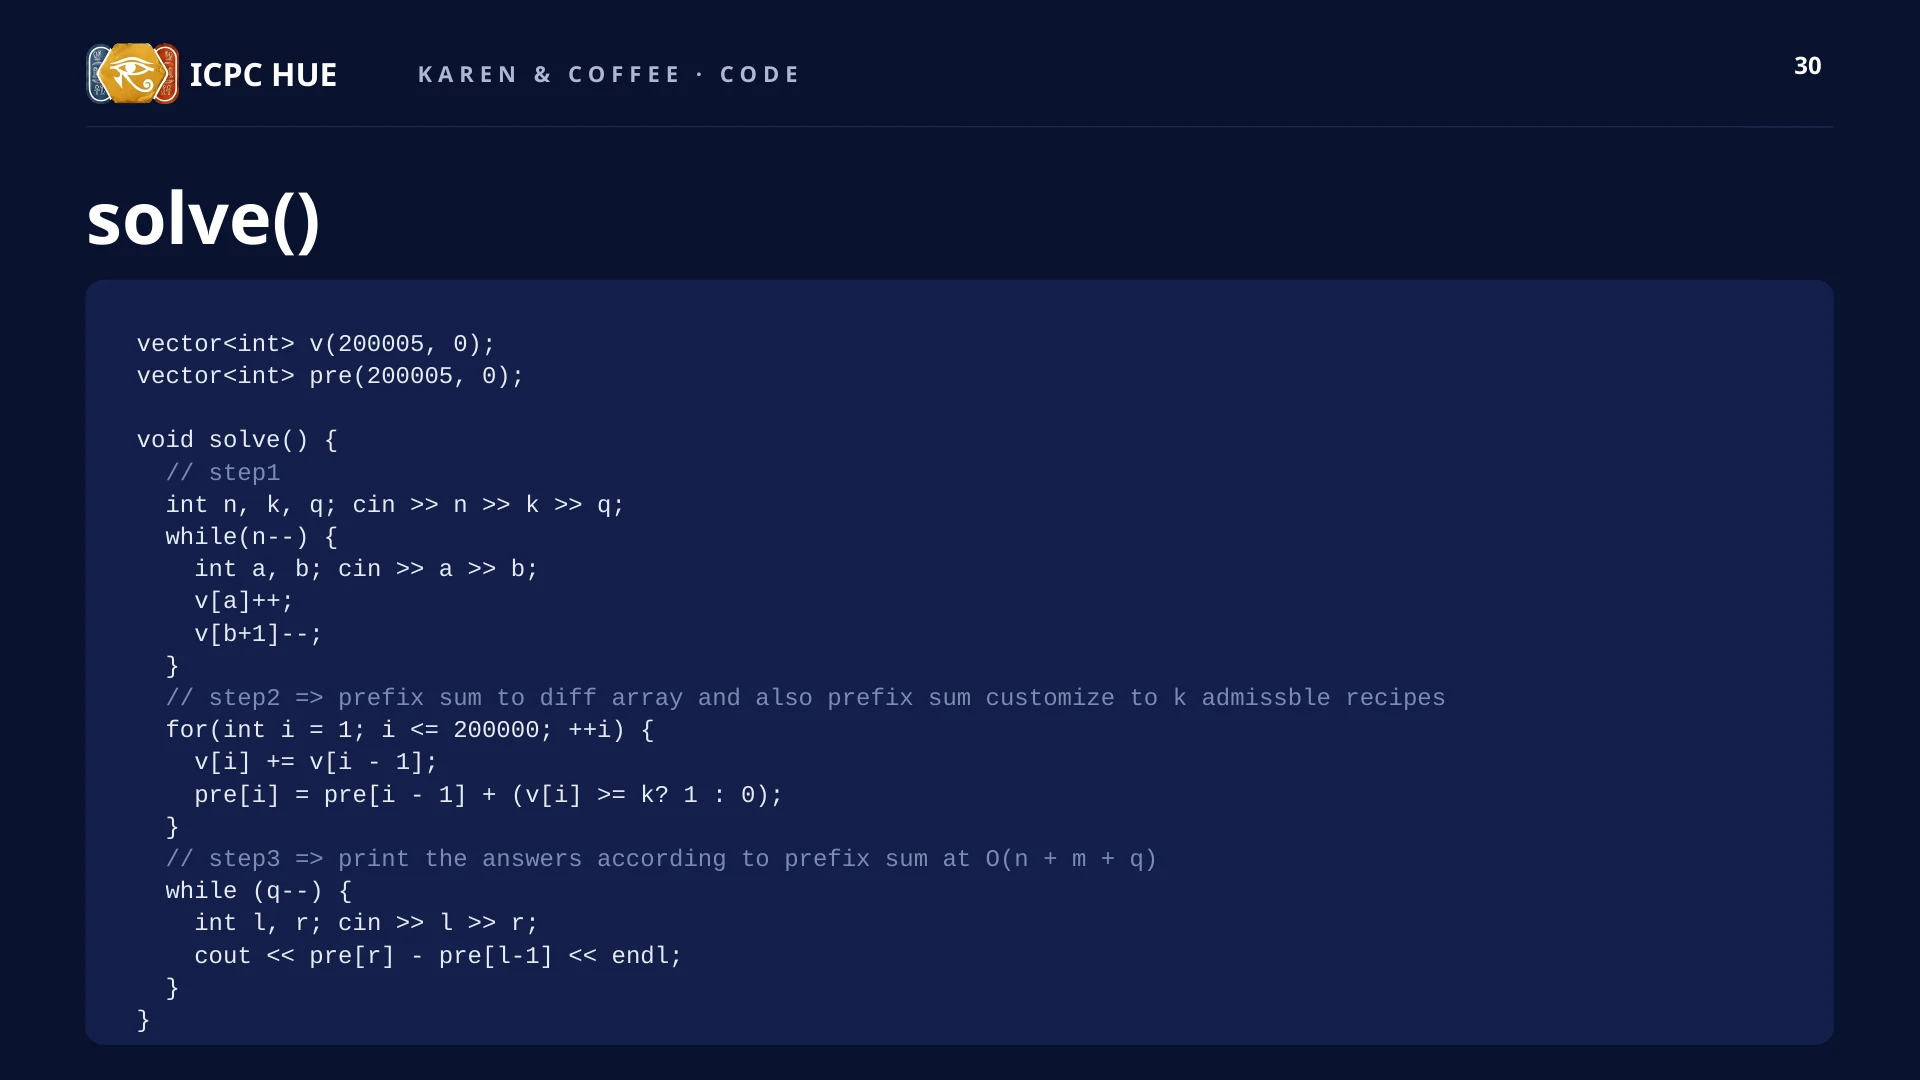 ICPC HUE
KAREN & COFFEE · CODE
30
solve()
vector<int> v(200005, 0);
vector<int> pre(200005, 0);
void solve() {
// step1
int n, k, q; cin >> n >> k >> q;
while(n--) {
int a, b; cin >> a >> b;
v[a]++;
v[b+1]--;
}
// step2 => prefix sum to diff array and also prefix sum customize to k admissble recipes
for(int i = 1; i <= 200000; ++i) {
v[i] += v[i - 1];
pre[i] = pre[i - 1] + (v[i] >= k? 1 : 0);
}
// step3 => print the answers according to prefix sum at O(n + m + q)
while (q--) {
int l, r; cin >> l >> r;
cout << pre[r] - pre[l-1] << endl;
}
}